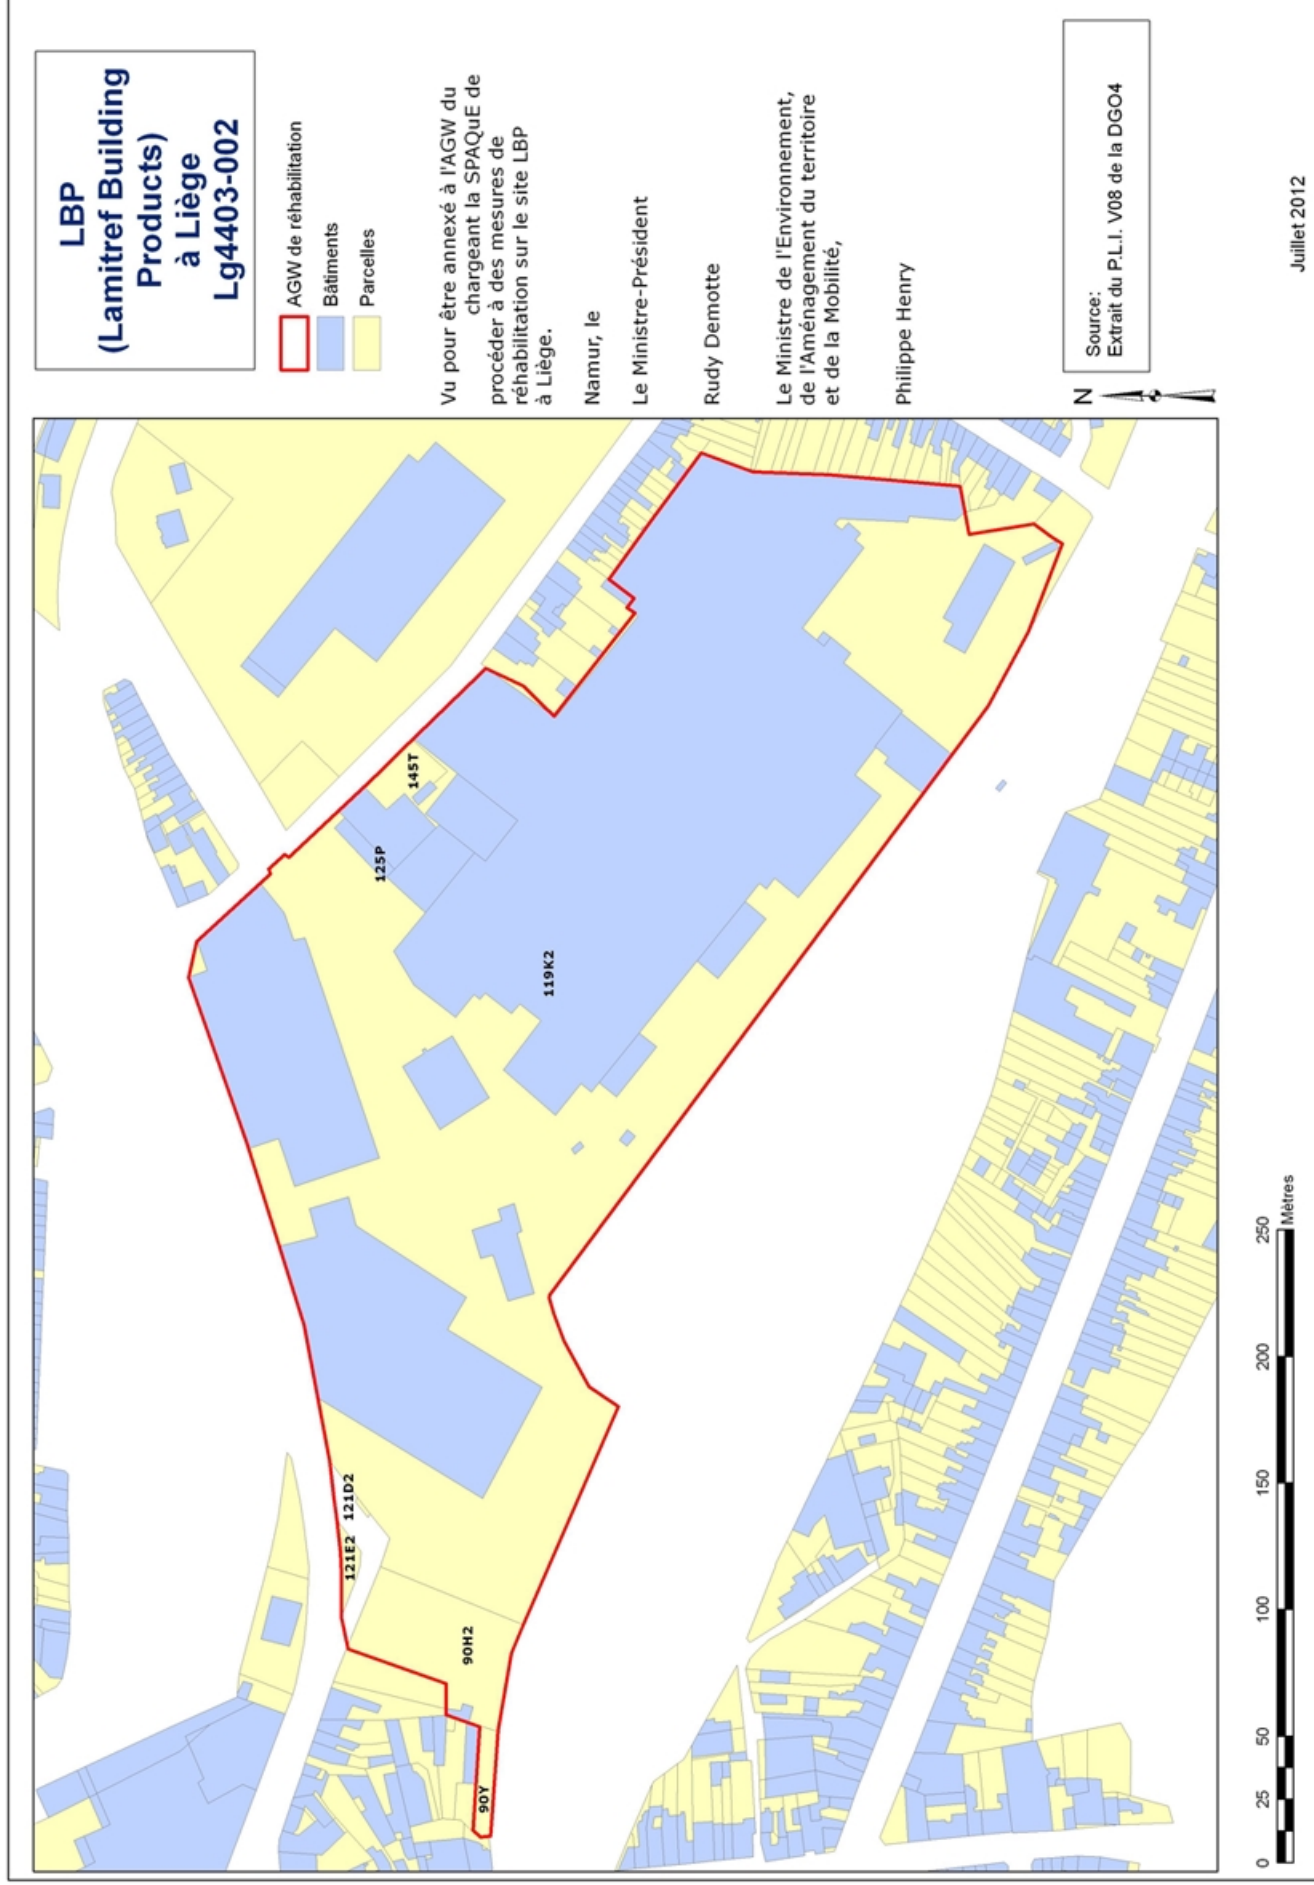 LBP
(Lamitref Building
Products)
à Liège
Lg4403-002
AGW de réhabilitation
Bâtiments
Parcelles
Vu pour être annexé à l'AGW du
chargeant la SPAQuE de
procéder à des mesures de
réhabilitation sur le site LBP
à Liège.
Namur, le
Le Ministre-Président
Rudy Demotte
Le Ministre de l'Environnement,
de l'Aménagement du territoire
et de la Mobilité,
Philippe Henry
N
Source:
Extrait du P.L.I. V08 de la DGO4
Juillet 2012
145T
125P
119K2
121D2
121E2
90H2
90Y
0 25 50 100 150 200 250
Mètres